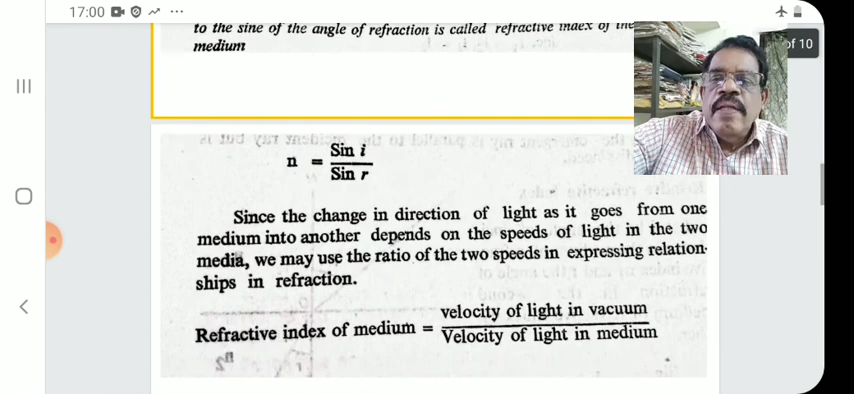 17:00
to the sine of the angle of refraction is called refractive index of the
medium
of 10
n = Sin i / Sin r
Since the change in direction of light as it goes from one
medium into another depends on the speeds of light in the two
media, we may use the ratio of the two speeds in expressing relation-
ships in refraction.
velocity of light in vacuum
Refractive index of medium =
Velocity of light in medium